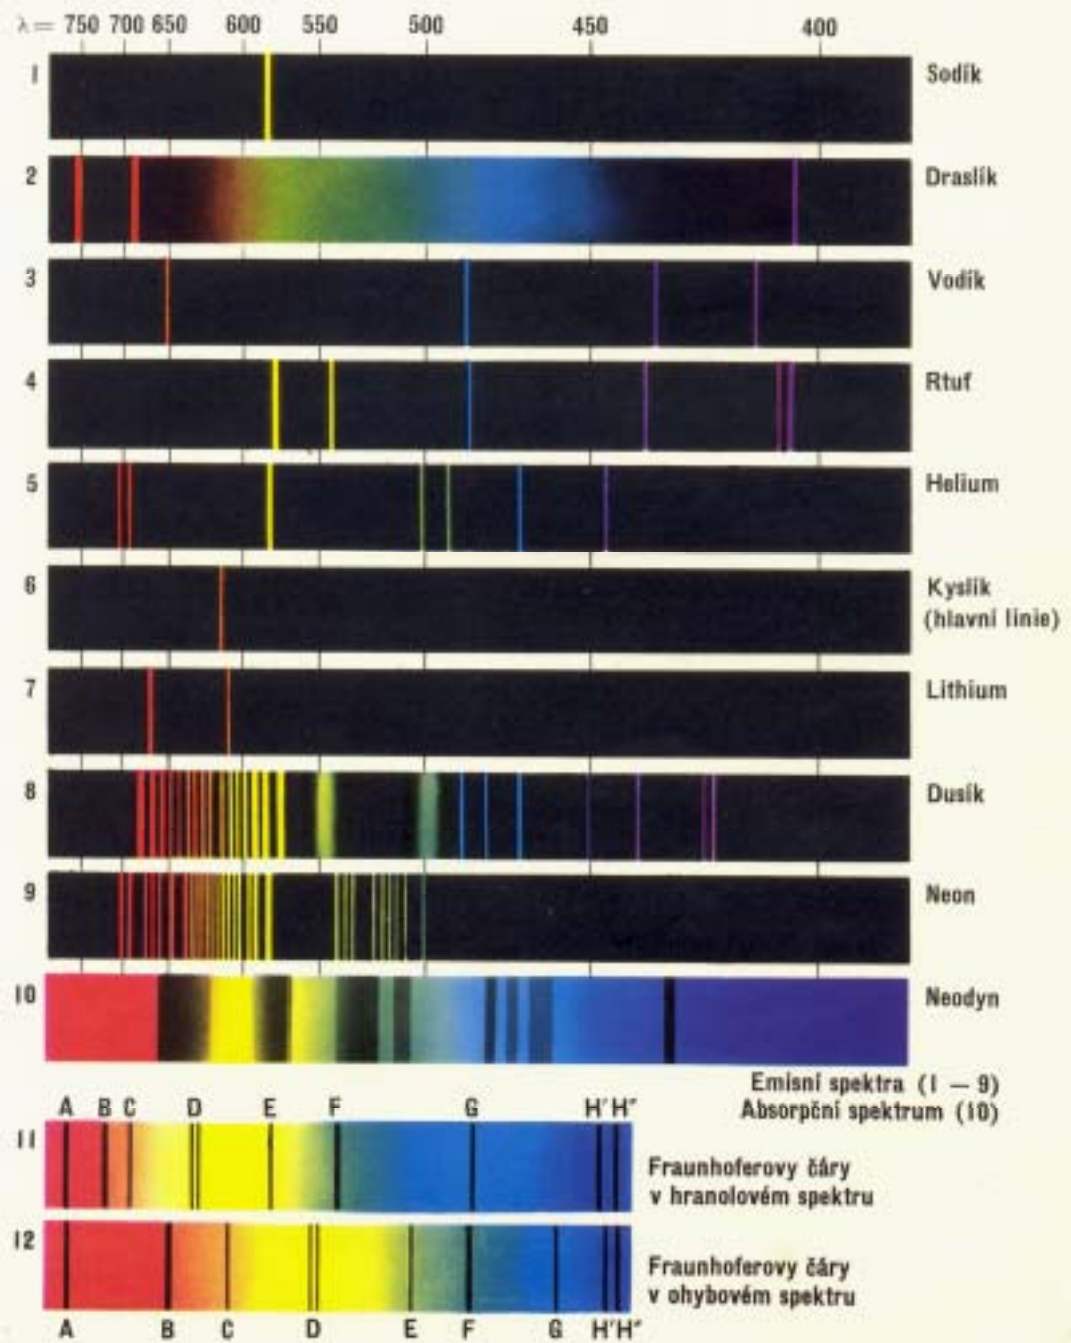 λ= 750 700 650 600 550 500 450 400
1 Sodík
2 Draslík
3 Vodík
4 Rtuf
5 Helium
6 Kyslík
(hlavní linie)
7 Lithium
8 Dusík
9 Neon
10 Neodyn
Emisní spektra (1 — 9)
Absorpční spektrum (10)
A B C D E F G H' H"
11 Fraunhoferovy čáry
v hranolovém spektru
12 Fraunhoferovy čáry
v ohybovém spektru
A B C D E F G H' H"